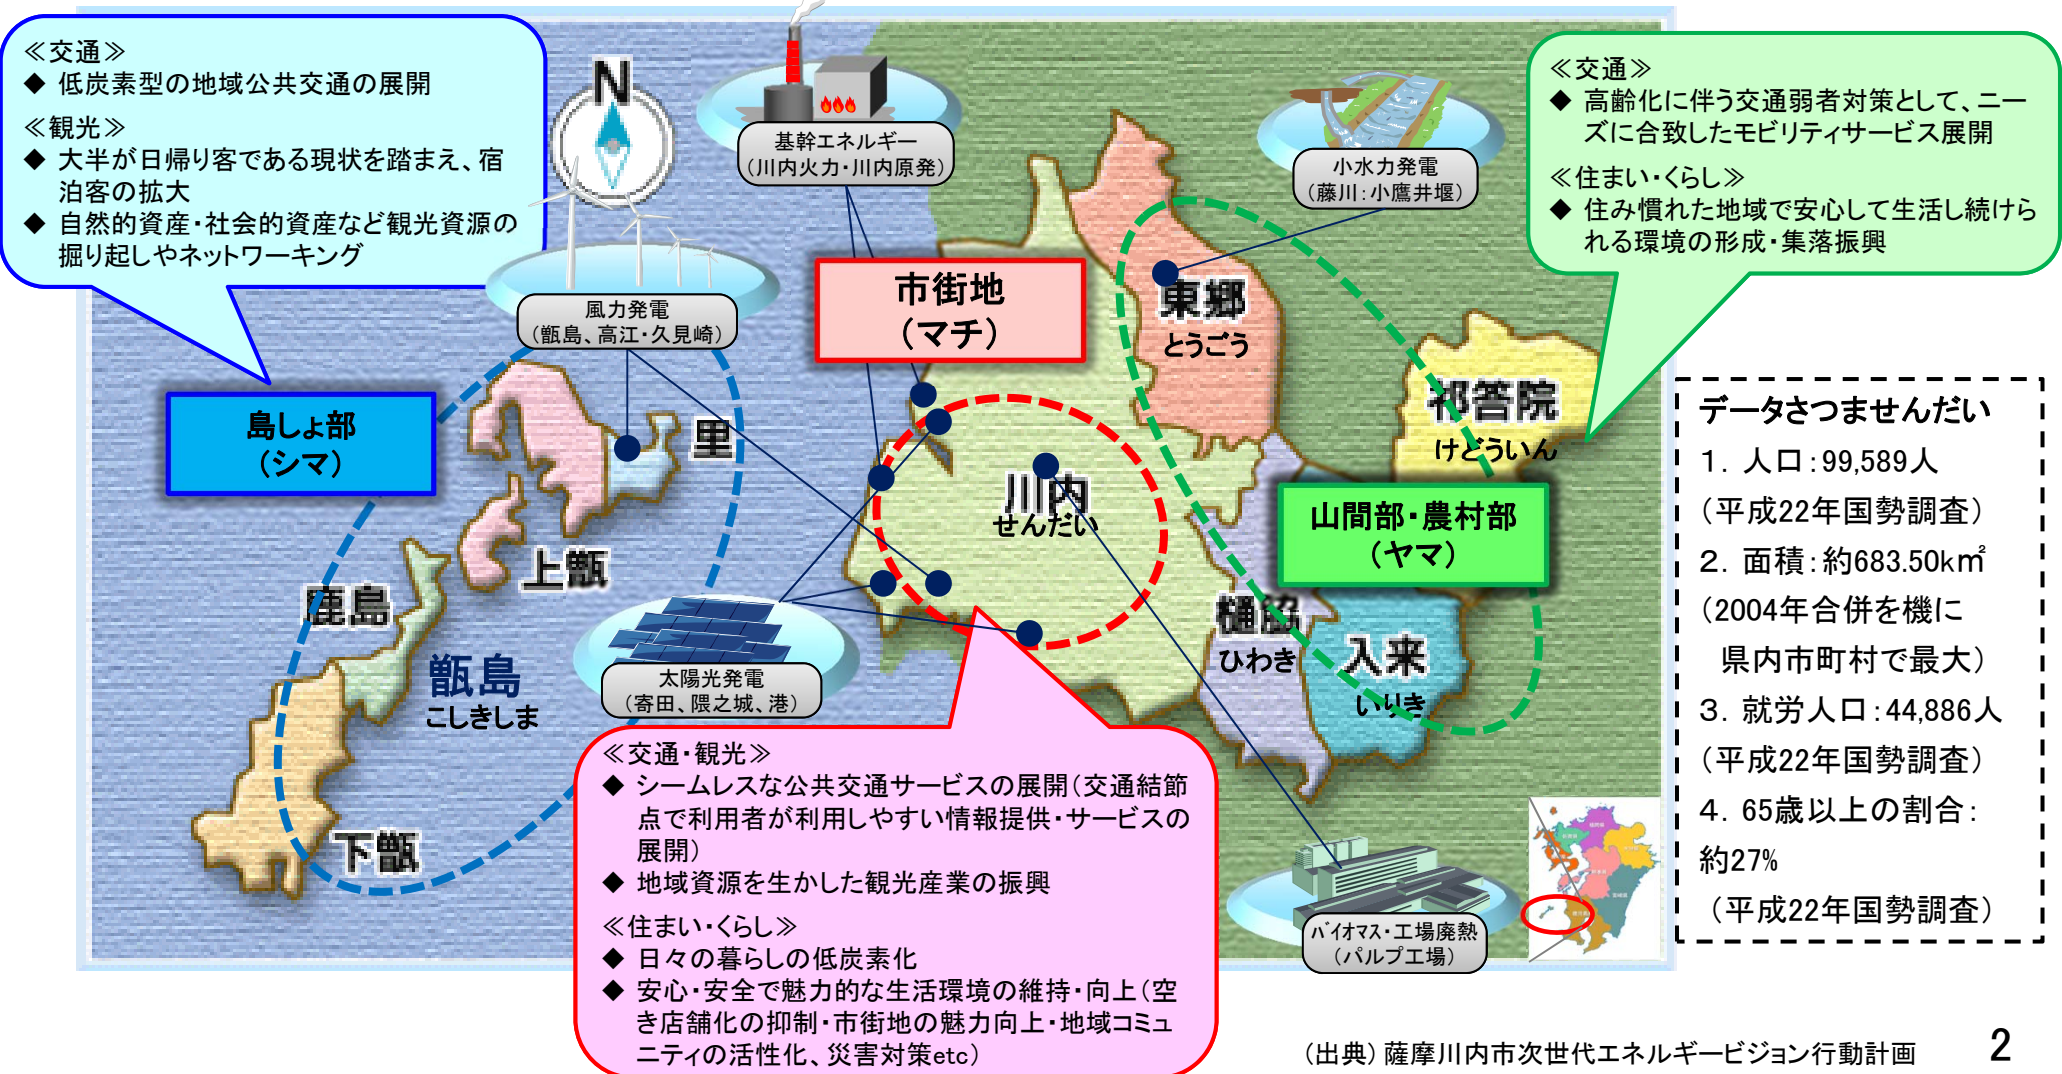 ≪交通≫
◆ 低炭素型の地域公共交通の展開
≪観光≫
◆ 大半が日帰り客である現状を踏まえ、宿
泊客の拡大
◆ 自然的資産・社会的資産など観光資源の
掘り起しやネットワーキング
N
基幹エネルギー
（川内火力・川内原発）
小水力発電
（藤川：小鷹井堰）
≪交通≫
◆ 高齢化に伴う交通弱者対策として、ニー
ズに合致したモビリティサービス展開
≪住まい・くらし≫
◆ 住み慣れた地域で安心して生活し続けら
れる環境の形成・集落振興
風力発電
（甑島、高江・久見崎）
市街地
（マチ）
東郷
とうごう
祁答院
けどういん
島しょ部
（シマ）
里
川内
せんだい
山間部・農村部
（ヤマ）
上甑
鹿島
甑島
こしきしま
下甑
樋脇
ひわき
入来
いりき
太陽光発電
（寄田、隈之城、港）
≪交通・観光≫
◆ シームレスな公共交通サービスの展開（交通結節
点で利用者が利用しやすい情報提供・サービスの
展開）
◆ 地域資源を生かした観光産業の振興
≪住まい・くらし≫
◆ 日々の暮らしの低炭素化
◆ 安心・安全で魅力的な生活環境の維持・向上（空
き店舗化の抑制・市街地の魅力向上・地域コミュ
ニティの活性化、災害対策etc）
バイオマス・工場廃熱
（パルプ工場）
データさつませんだい
１．人口：99,589人
（平成22年国勢調査）
２．面積：約683.50k㎡
（2004年合併を機に
県内市町村で最大）
３．就労人口：44,886人
（平成22年国勢調査）
４．65歳以上の割合：
約27%
（平成22年国勢調査）
（出典）薩摩川内市次世代エネルギービジョン行動計画
2